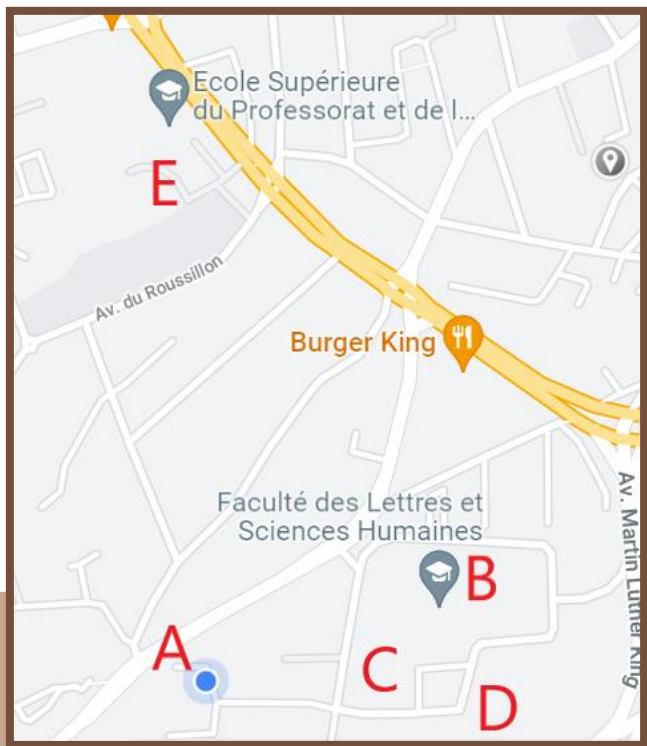 Ecole Supérieure
du Professorat et de l...
E
Av. du Roussillon
Burger King
Faculté des Lettres et
Sciences Humaines
Av. Martin Luther King
B
A
C
D